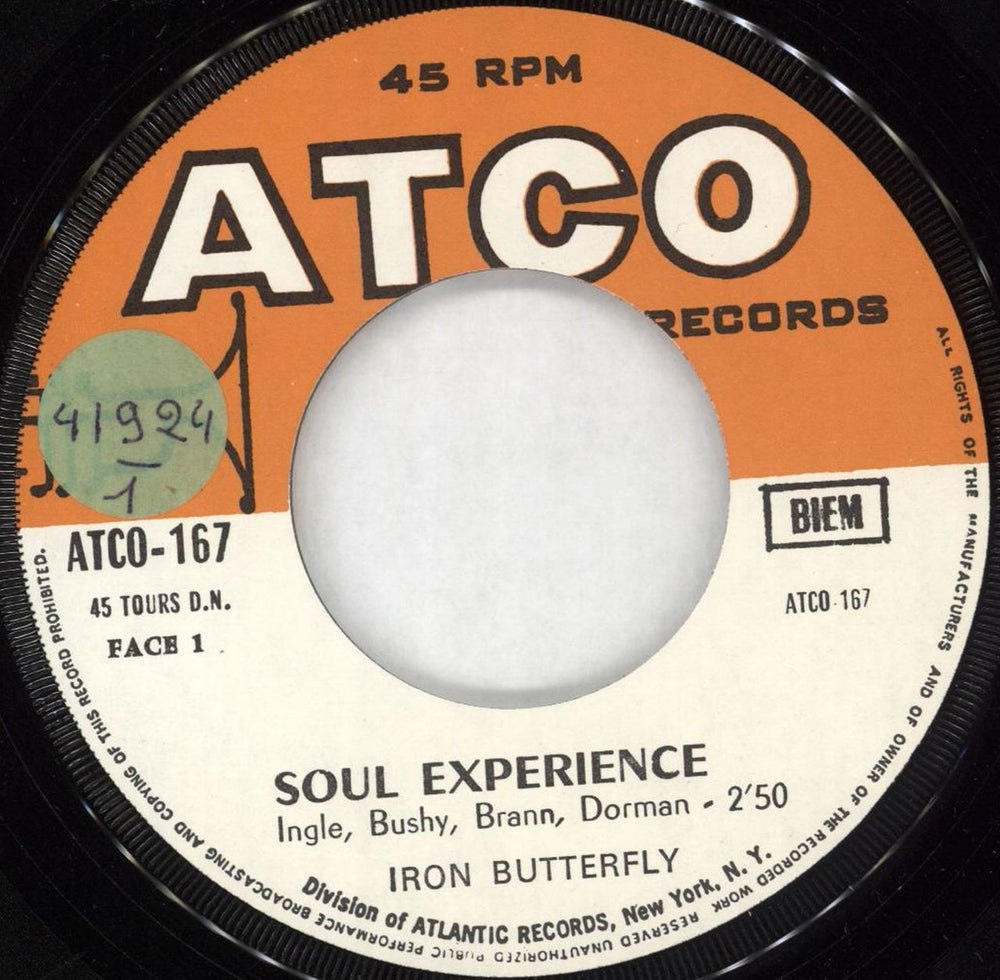 45 RPM
ATCO
RECORDS
41924
1
ATCO-167
45 TOURS D.N.
FACE 1
BIEM
ATCO-167
SOUL EXPERIENCE
Ingle, Bushy, Brann, Dorman - 2'50
IRON BUTTERFLY
Division of ATLANTIC RECORDS, New York, N. Y.
ALL RIGHTS OF THE MANUFACTURERS AND OF OWNER OF THE RECORDED WORK RESERVED UNAUTHORIZED PUBLIC PERFORMANCE BROADCASTING AND COPYING OF THIS RECORD PROHIBITED.